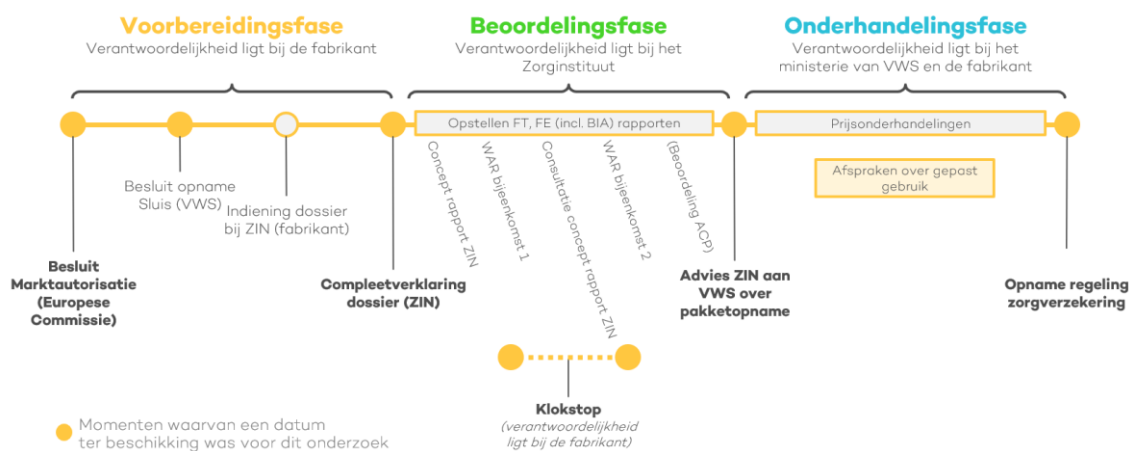 Voorbereidingsfase
Verantwoordelijkheid ligt bij de fabrikant
Beoordelingsfase
Verantwoordelijkheid ligt bij het
Zorginstituut
Onderhandelingsfase
Verantwoordelijkheid ligt bij het
ministerie van VWS en de fabrikant
Opstellen FT, FE (incl. BIA) rapporten
Prijsonderhandelingen
Afspraken over gepast
gebruik
Besluit opname
Sluis (VWS)
Indiening dossier
bij ZIN (fabrikant)
Concept rapport ZIN
WAR bijeenkomst 1
Consultatie concept rapport ZIN
WAR bijeenkomst 2
(Beoordeling ACP)
Besluit
Marktautorisatie
(Europese
Commissie)
Compleetverklaring
dossier (ZIN)
Advies ZIN aan
VWS over
pakketopname
Opname regeling
zorgverzekering
Klokstop
(verantwoordelijkheid
ligt bij de fabrikant)
Momenten waarvan een datum
ter beschikking was voor dit onderzoek